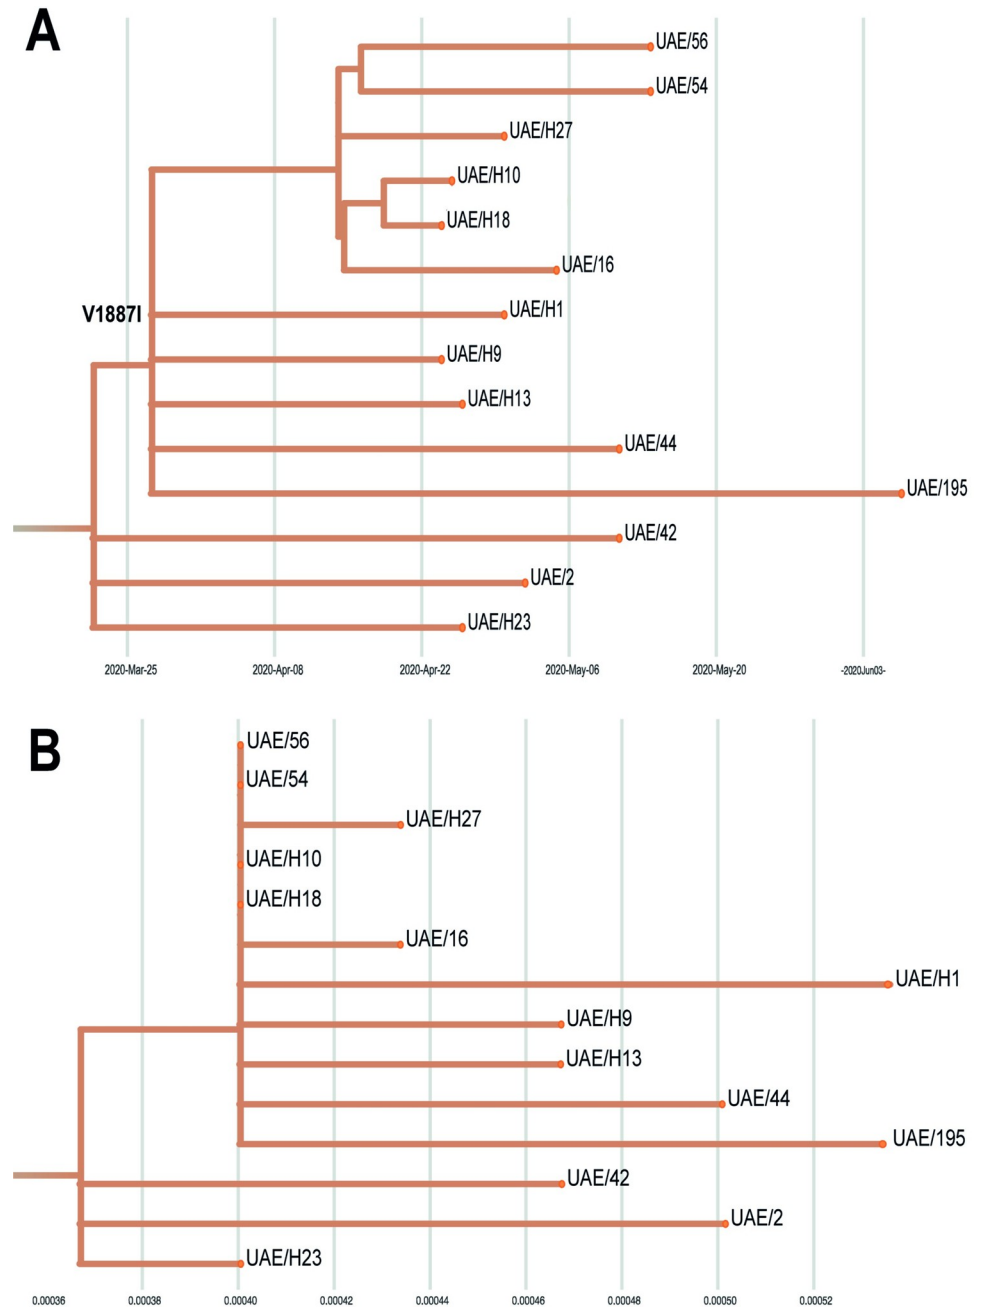 A
UAE/56
UAE/54
UAE/H27
UAE/H10
UAE/H18
UAE/16
V1887I
UAE/H1
UAE/H9
UAE/H13
UAE/44
UAE/195
UAE/42
UAE/2
UAE/H23
2020-Mar-25 2020-Apr-08 2020-Apr-22 2020-May-06 2020-May-20 -2020Jun03-
B
UAE/56
UAE/54
UAE/H27
UAE/H10
UAE/H18
UAE/16
UAE/H1
UAE/H9
UAE/H13
UAE/44
UAE/195
UAE/42
UAE/2
UAE/H23
0.00036 0.00038 0.00040 0.00042 0.00044 0.00046 0.00048 0.00050 0.00052